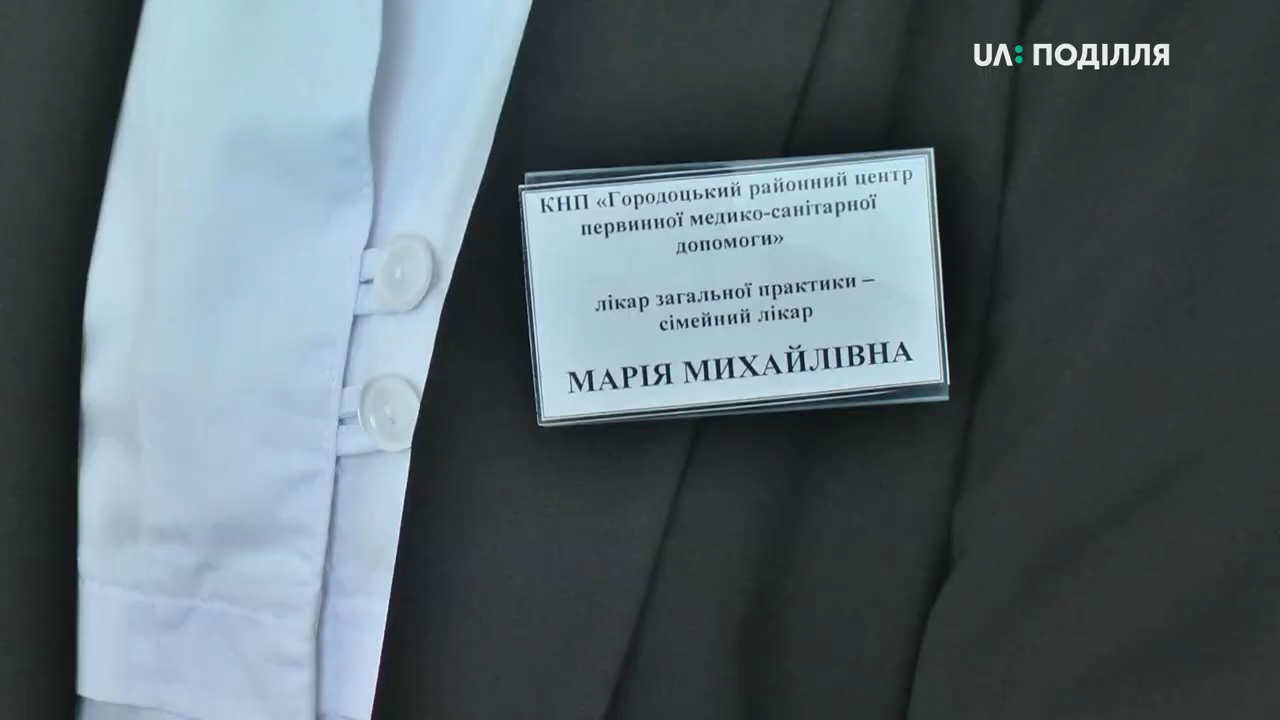 UA: ПОДІЛЛЯ
КНП «Городоцький районний центр
первинної медико-санітарної
допомоги»
лікар загальної практики –
сімейний лікар
МАРІЯ МИХАЙЛІВНА